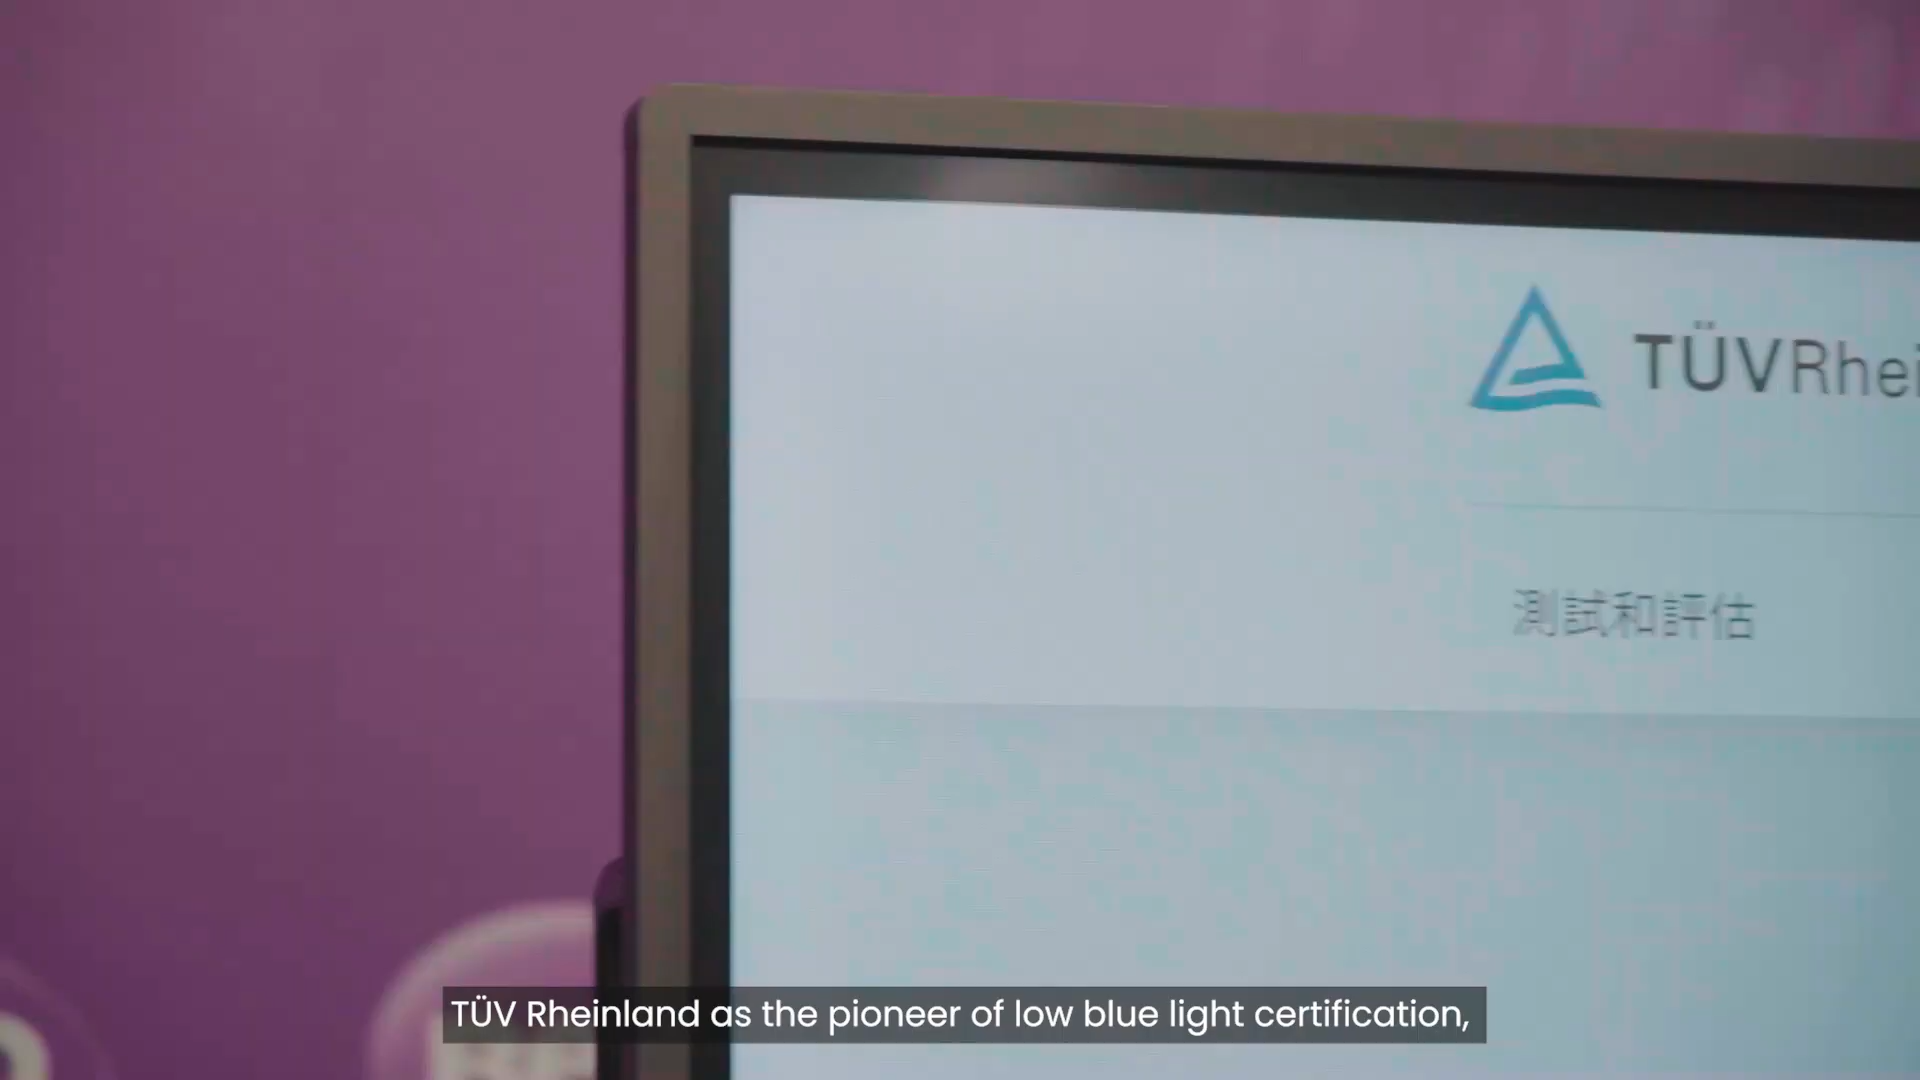 TÜVRhei
測試和評估
TÜV Rheinland as the pioneer of low blue light certification,